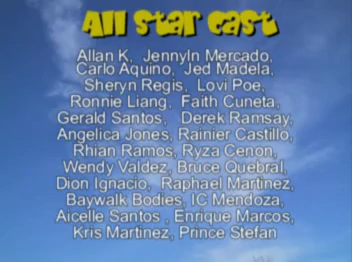 All star cast
Allan K, Jennyln Mercado,
Carlo Aquino, Jed Madela,
Sheryn Regis, Lovi Poe,
Ronnie Liang, Faith Cuneta,
Gerald Santos, Derek Ramsay,
Angelica Jones, Rainier Castillo,
Rhian Ramos, Ryza Cenon,
Wendy Valdez, Bruce Quebral,
Dion Ignacio, Raphael Martinez,
Baywalk Bodies, IC Mendoza,
Aicelle Santos , Enrique Marcos,
Kris Martinez, Prince Stefan